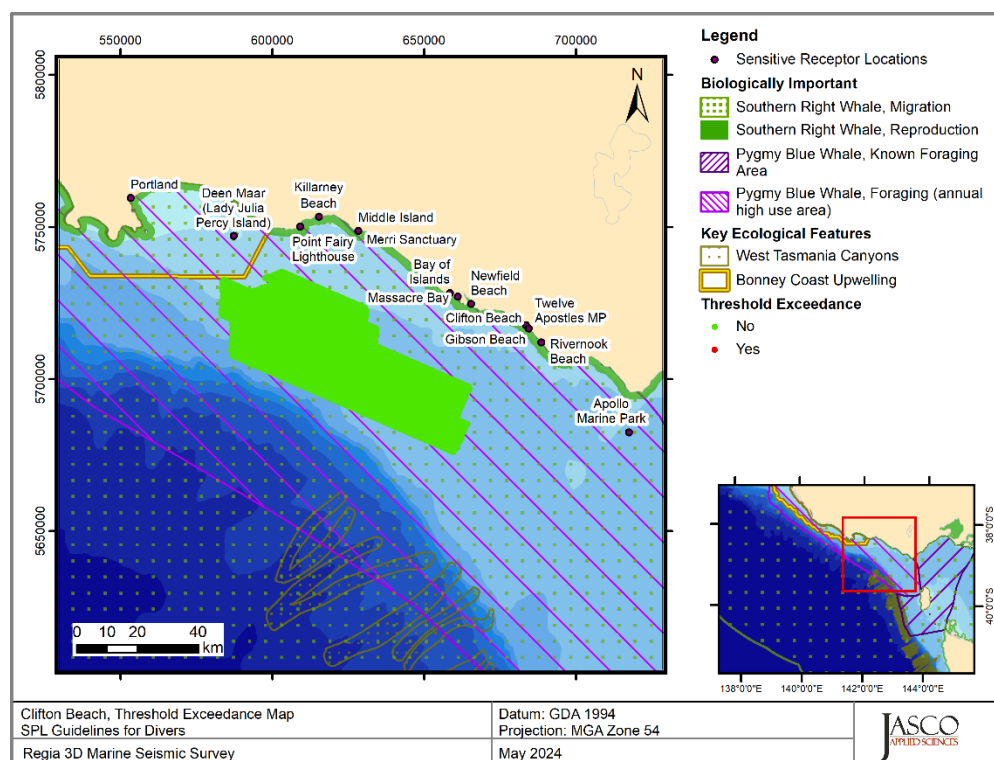 550000
600000
650000
700000
5800000
5750000
5700000
5650000
N
Portland
Deen Maar
(Lady Julia
Percy Island)
Killarney
Beach
Point Fairy
Lighthouse
Middle Island
Merri Sanctuary
Bay of
Islands
Massacre Bay
Newfield
Beach
Clifton Beach
Gibson Beach
Twelve
Apostles MP
Rivernook
Beach
Apollo
Marine Park
0 10 20 40
km
Legend
Sensitive Receptor Locations
Biologically Important
Southern Right Whale, Migration
Southern Right Whale, Reproduction
Pygmy Blue Whale, Known Foraging
Area
Pygmy Blue Whale, Foraging (annual
high use area)
Key Ecological Features
West Tasmania Canyons
Bonney Coast Upwelling
Threshold Exceedance
No
Yes
38°0'0"S
40°0'0"S
138°0'0"E 140°0'0"E 142°0'0"E 144°0'0"E
Clifton Beach, Threshold Exceedance Map
SPL Guidelines for Divers
Regia 3D Marine Seismic Survey
Datum: GDA 1994
Projection: MGA Zone 54
May 2024
JASCO
APPLIED SCIENCES